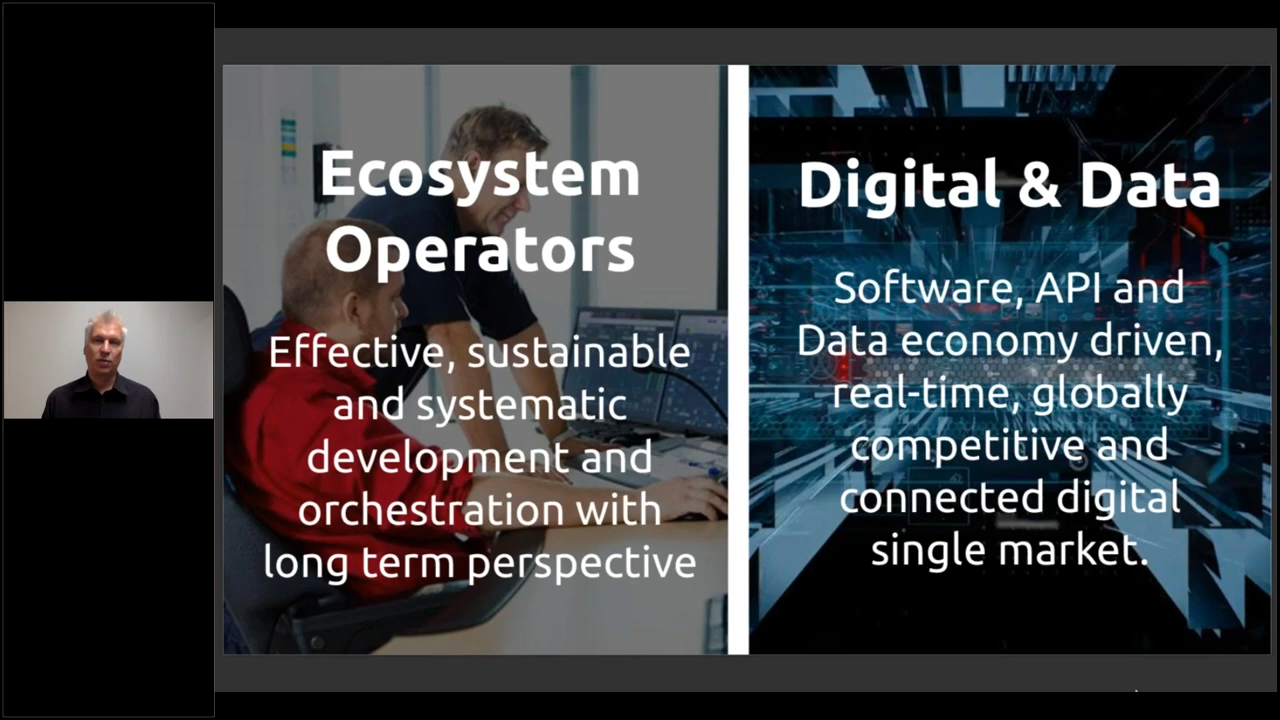 Ecosystem
Operators
Effective, sustainable
and systematic
development and
orchestration with
long term perspective
Digital & Data
Software, API and
Data economy driven,
real-time, globally
competitive and
connected digital
single market.